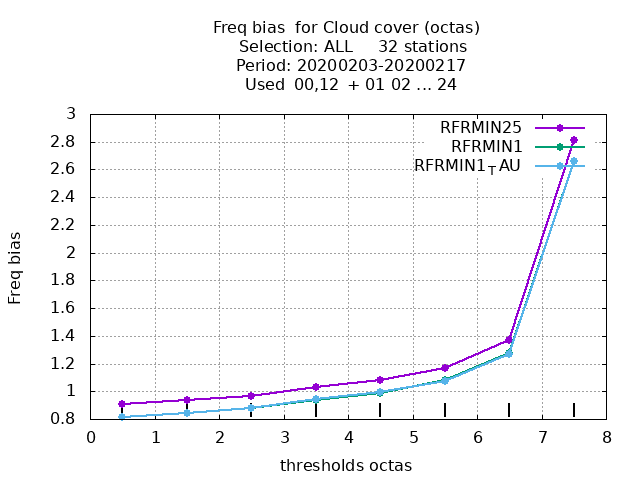 Freq bias  for Cloud cover (octas)
Selection: ALL     32 stations
Period: 20200203-20200217
Used  00,12  + 01 02 ... 24
RFRMIN25
RFRMIN1
RFRMIN1TAU
3
2.8
2.6
2.4
2.2
2
1.8
1.6
1.4
1.2
1
0.8
Freq bias
0 1 2 3 4 5 6 7 8
thresholds octas